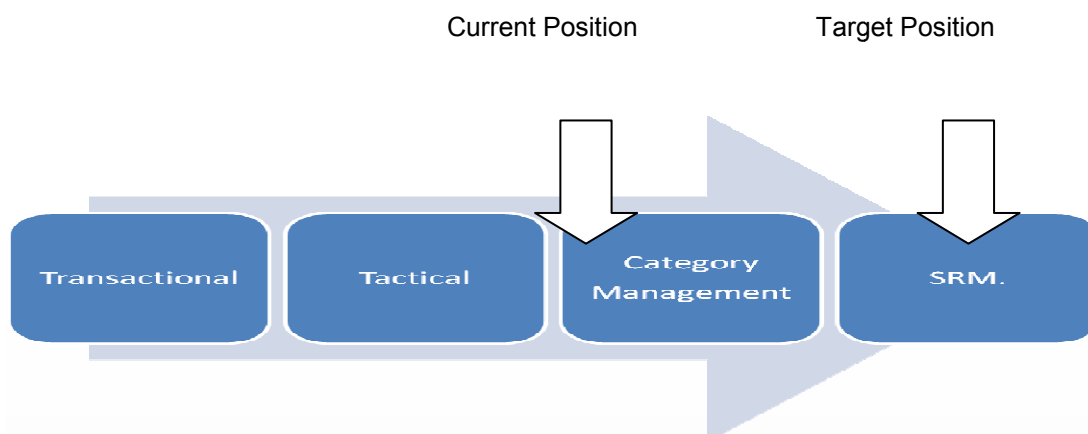 Current Position
Target Position
Transactional
Tactical
Category
Management
SRM.